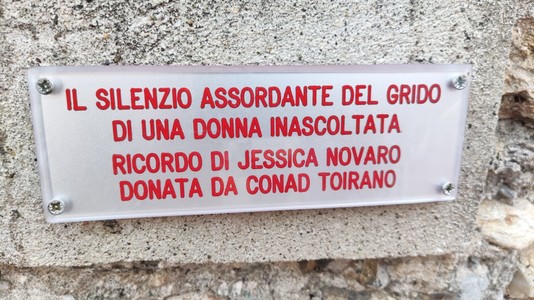 IL SILENZIO ASSORDANTE DEL GRIDO
DI UNA DONNA INASCOLTATA
RICORDO DI JESSICA NOVARO
DONATA DA CONAD TOIRANO